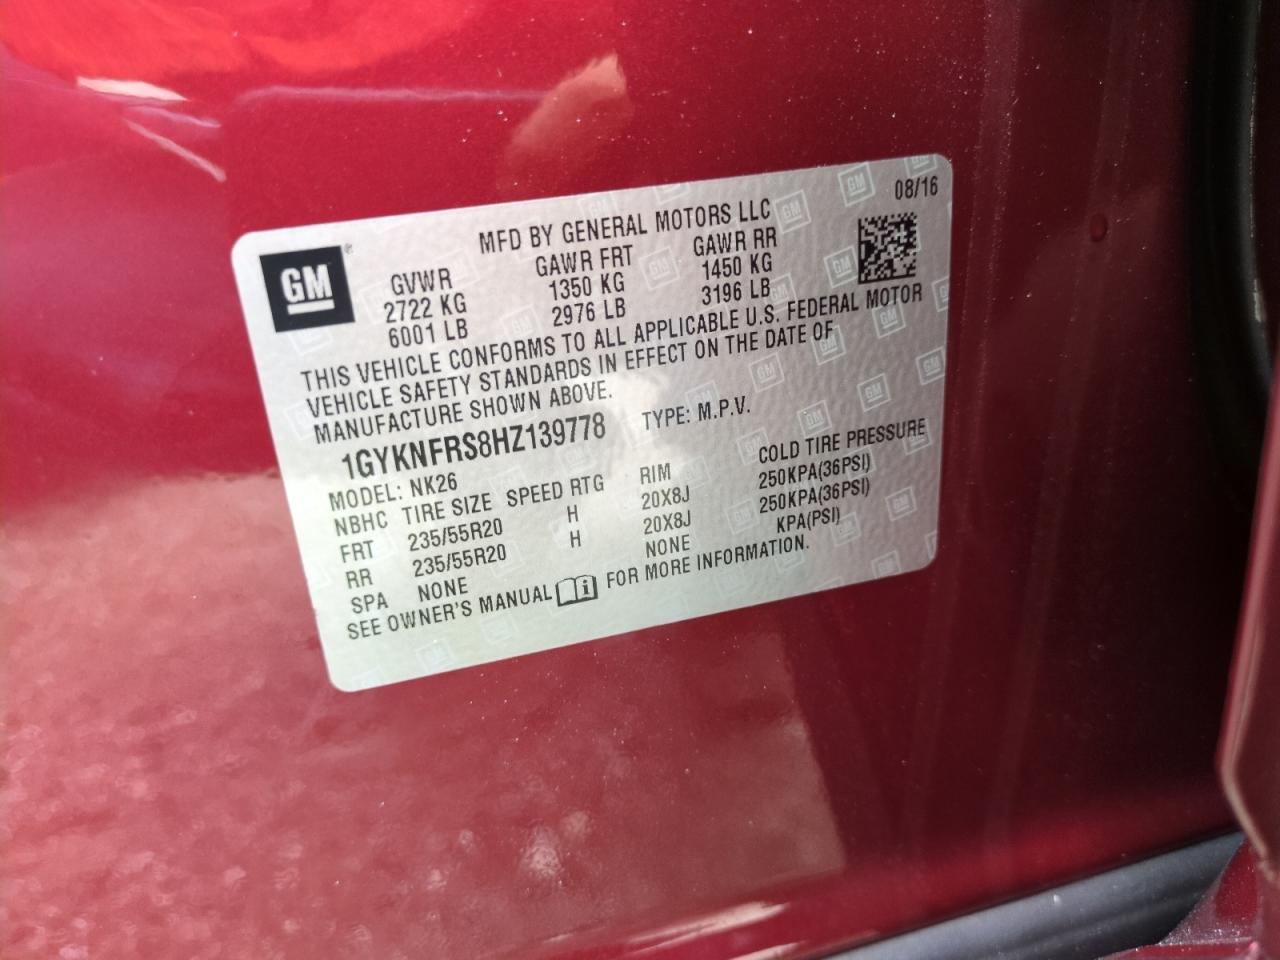 08/16
MFD BY GENERAL MOTORS LLC
GM
GVWR GAWR FRT GAWR RR
2722 KG 1350 KG 1450 KG
6001 LB 2976 LB 3196 LB
THIS VEHICLE CONFORMS TO ALL APPLICABLE U.S. FEDERAL MOTOR
VEHICLE SAFETY STANDARDS IN EFFECT ON THE DATE OF
MANUFACTURE SHOWN ABOVE.
1GYKNFRS8HZ139778 TYPE: M.P.V.
MODEL: NK26
NBHC TIRE SIZE SPEED RTG RIM COLD TIRE PRESSURE
FRT 235/55R20 H 20X8J 250KPA(36PSI)
RR 235/55R20 H 20X8J 250KPA(36PSI)
SPA NONE NONE KPA(PSI)
SEE OWNER'S MANUAL FOR MORE INFORMATION.